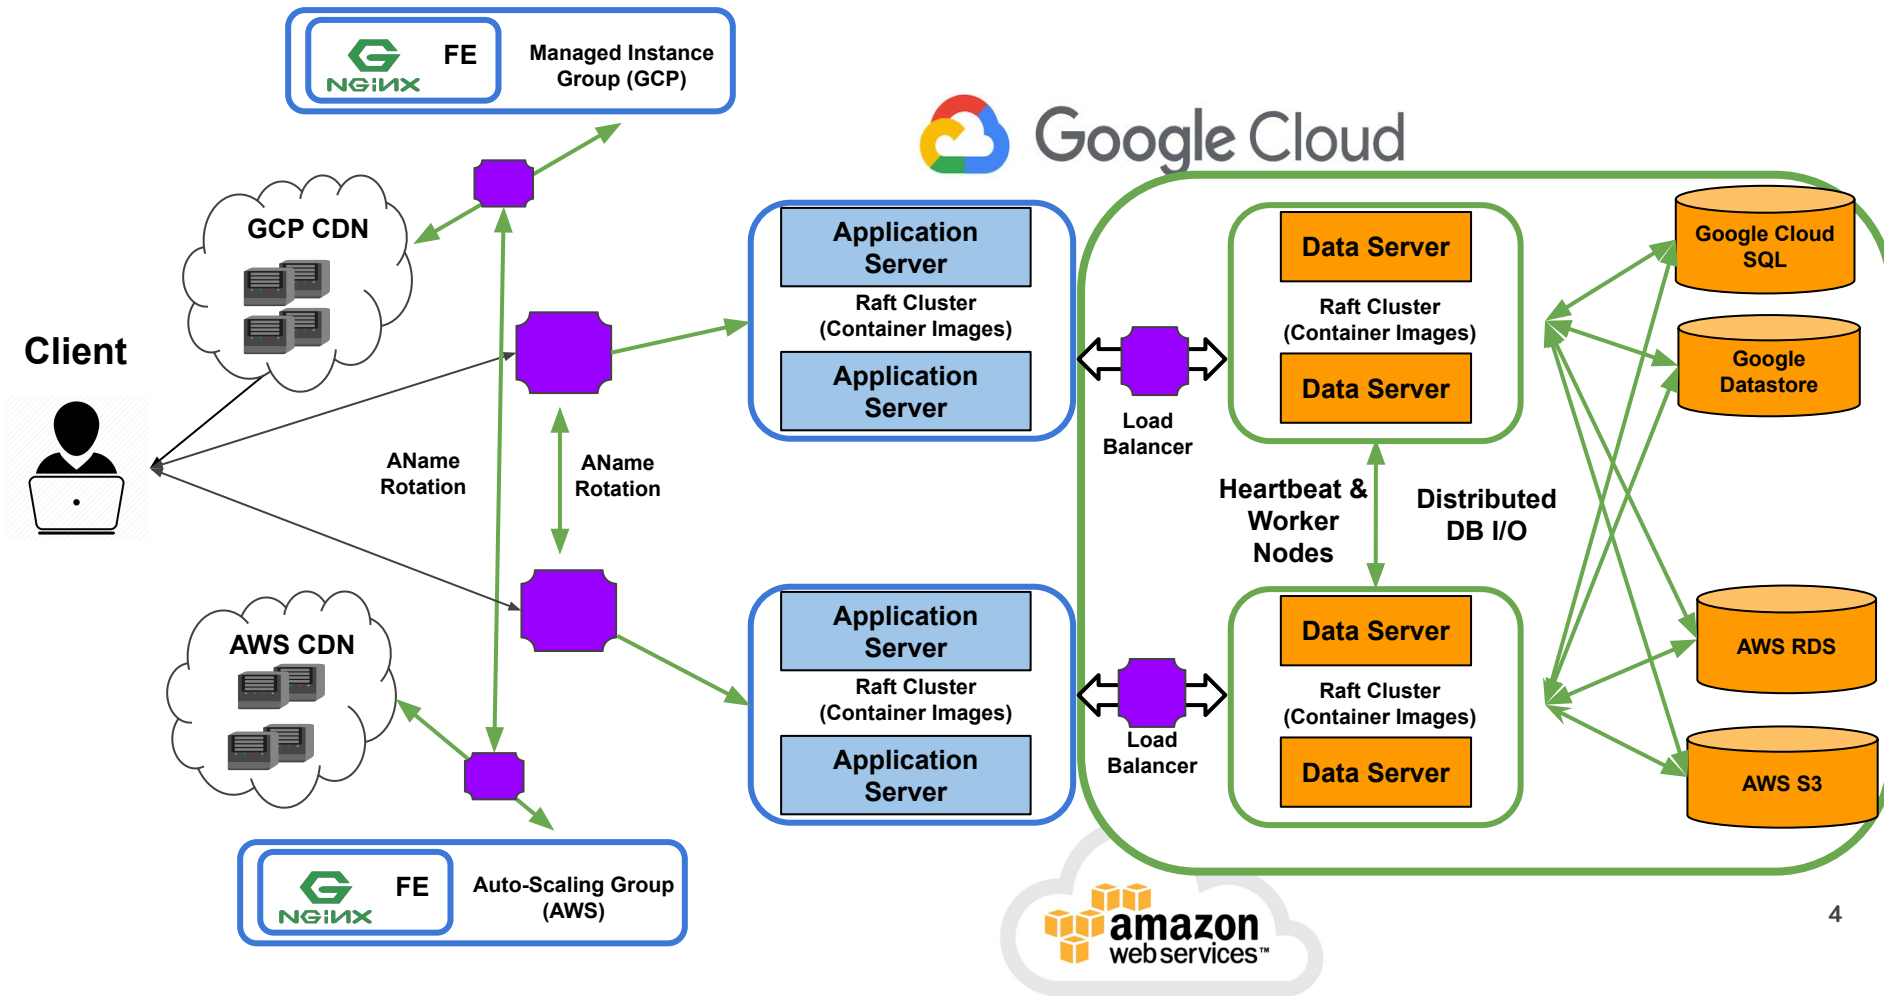 NGINX
FE
Managed Instance
Group (GCP)
Google Cloud
GCP CDN
Client
AName
Rotation
AName
Rotation
AWS CDN
NGINX
FE
Auto-Scaling Group
(AWS)
Application
Server
Raft Cluster
(Container Images)
Application
Server
Application
Server
Raft Cluster
(Container Images)
Application
Server
Load
Balancer
Load
Balancer
Data Server
Raft Cluster
(Container Images)
Data Server
Heartbeat &
Worker
Nodes
Distributed
DB I/O
Data Server
Raft Cluster
(Container Images)
Data Server
Google Cloud
SQL
Google
Datastore
AWS RDS
AWS S3
amazon
web services™
4